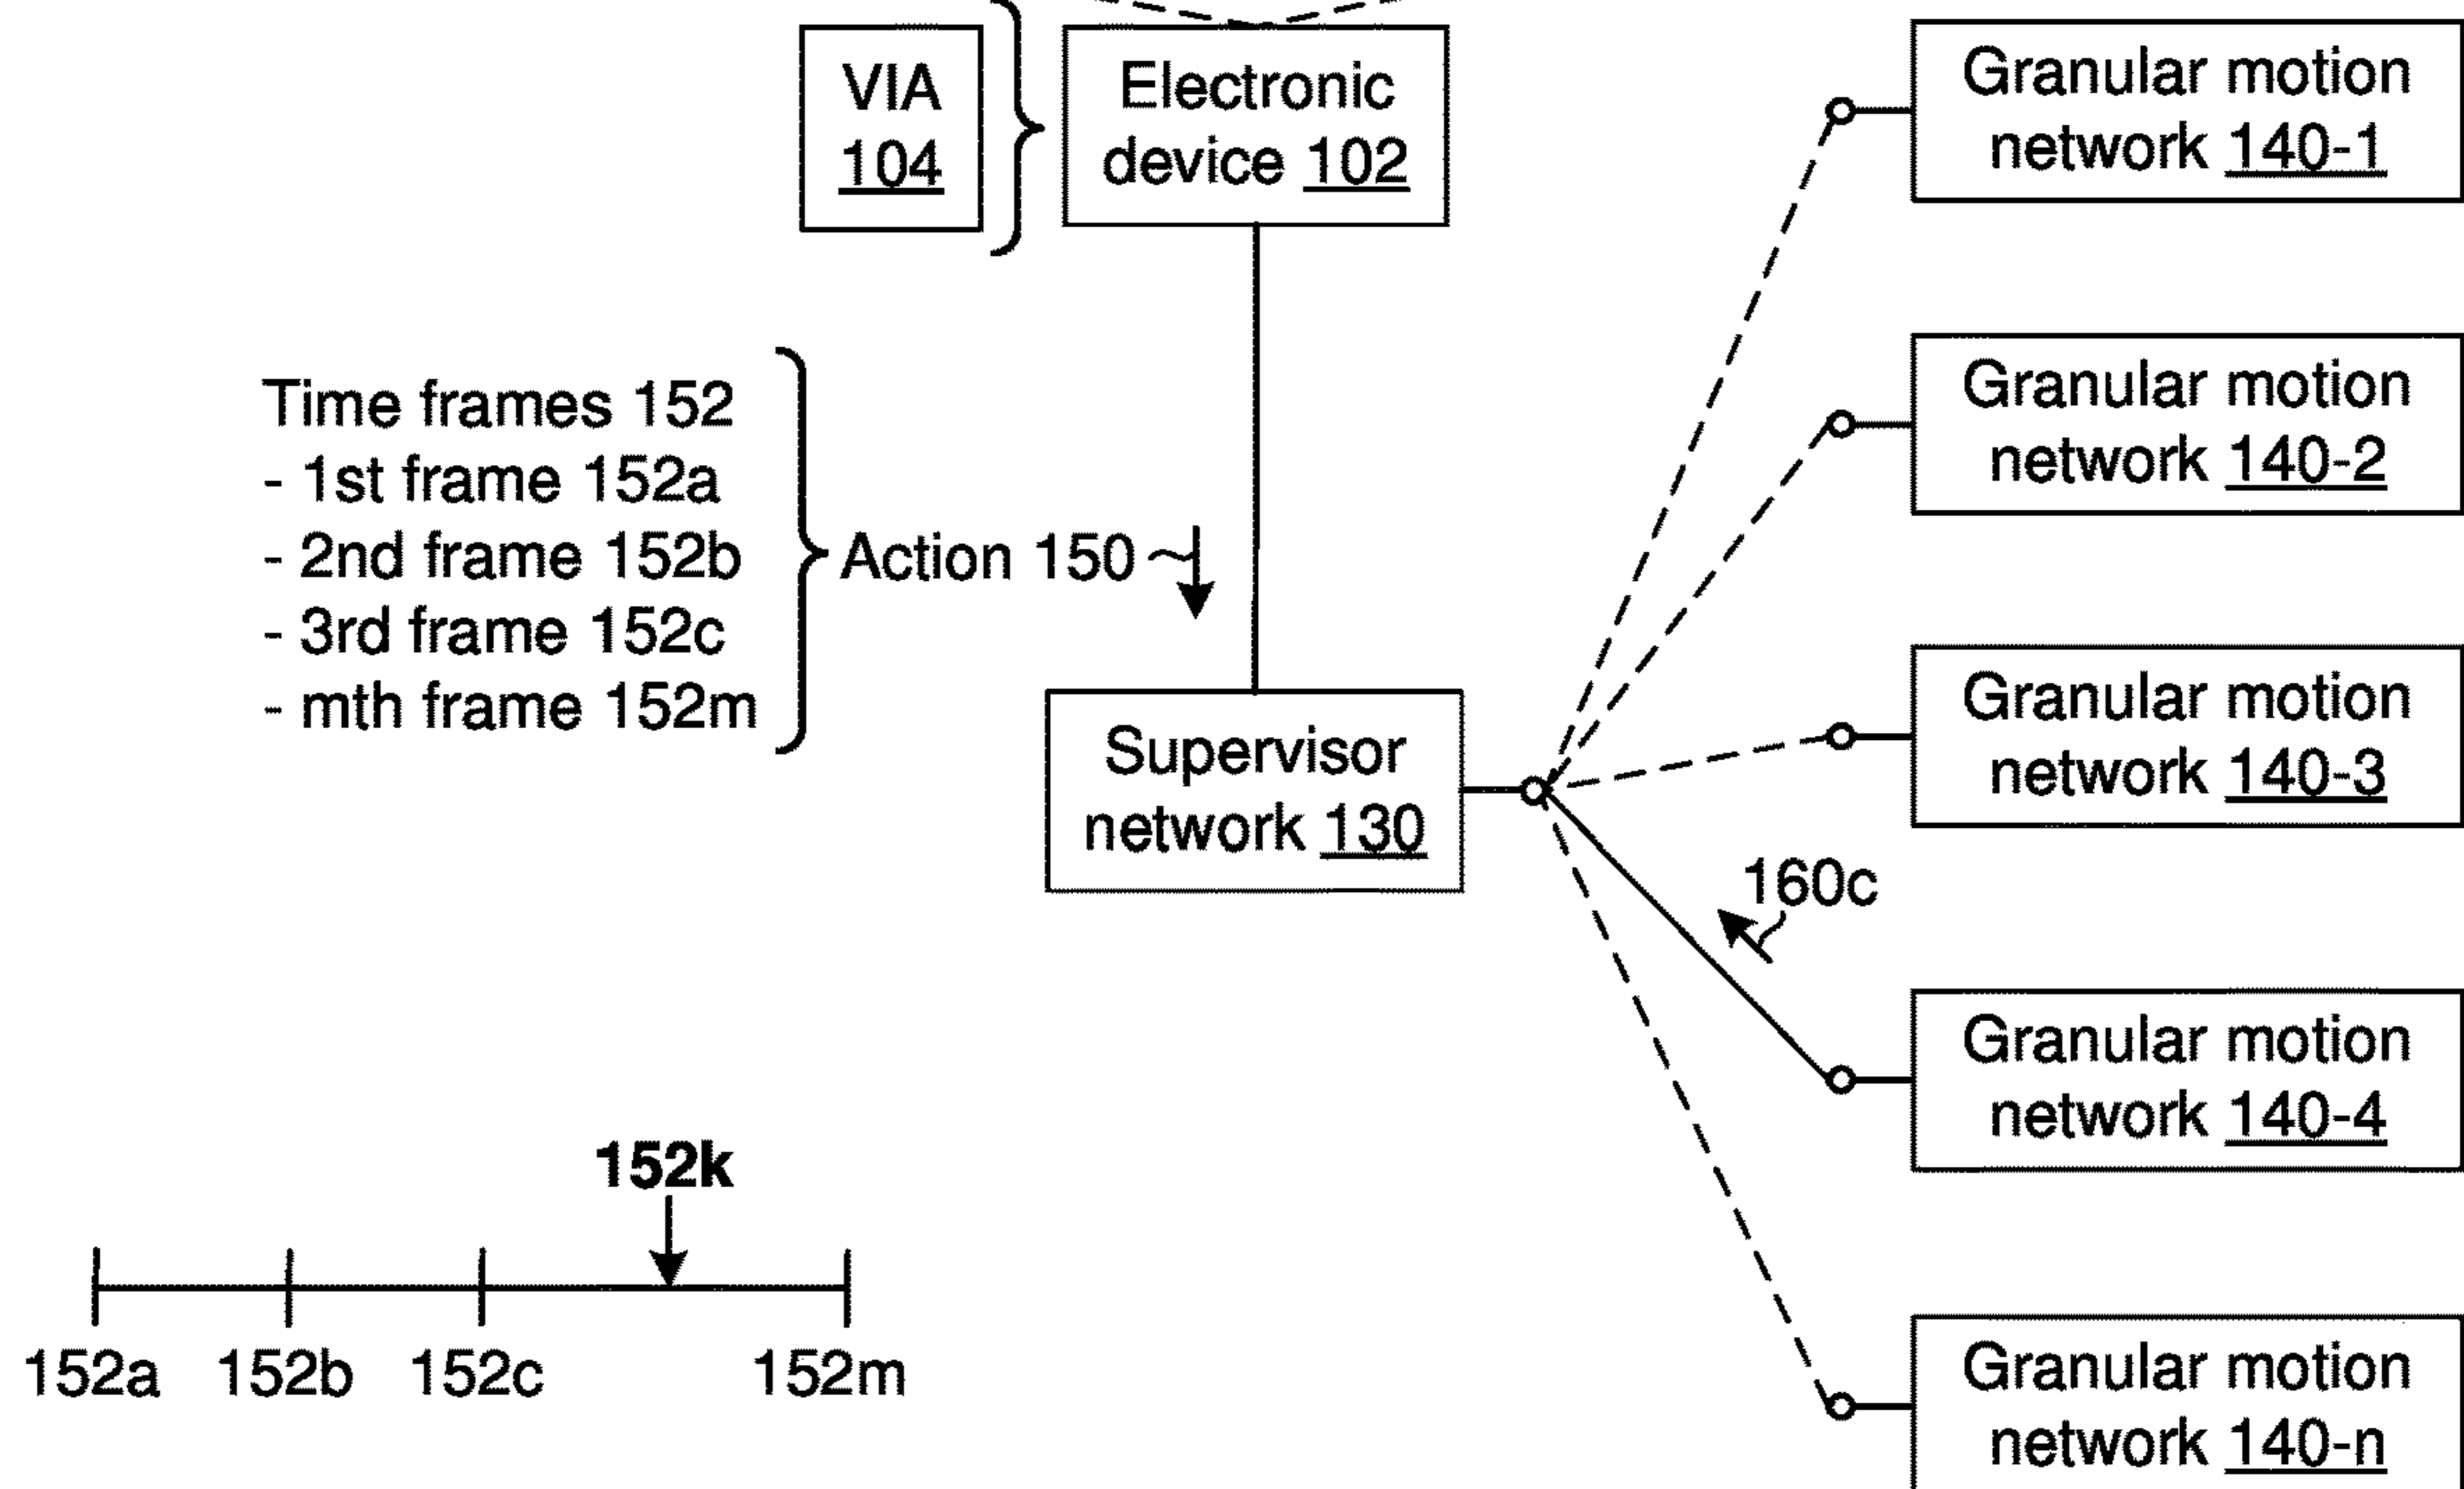 VIA
104
Electronic
device 102
Granular motion
network 140-1
Granular motion
network 140-2
Time frames 152
- 1st frame 152a
- 2nd frame 152b
- 3rd frame 152c
- mth frame 152m
Action 150
Granular motion
network 140-3
Supervisor
network 130
160c
Granular motion
network 140-4
152k
152a 152b 152c 152m
Granular motion
network 140-n